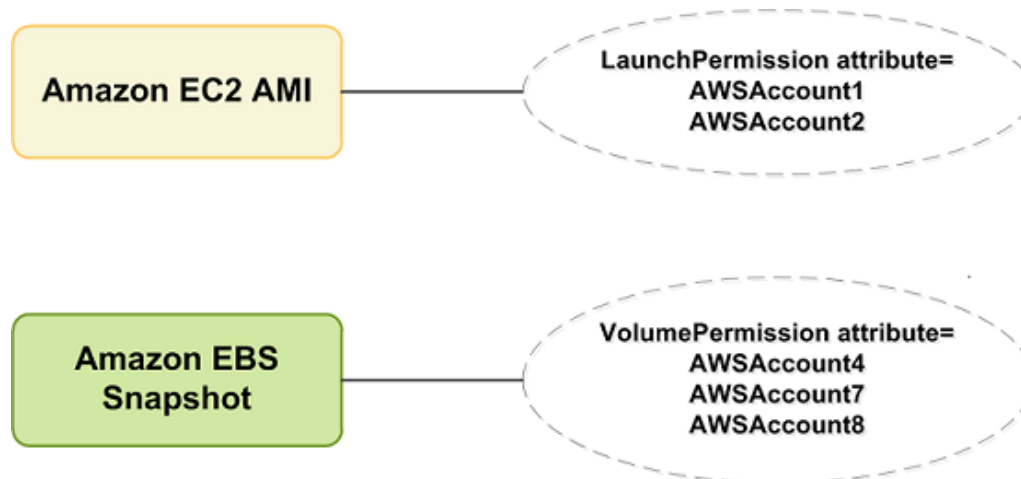 Amazon EC2 AMI
LaunchPermission attribute=
AWSAccount1
AWSAccount2
Amazon EBS
Snapshot
VolumePermission attribute=
AWSAccount4
AWSAccount7
AWSAccount8